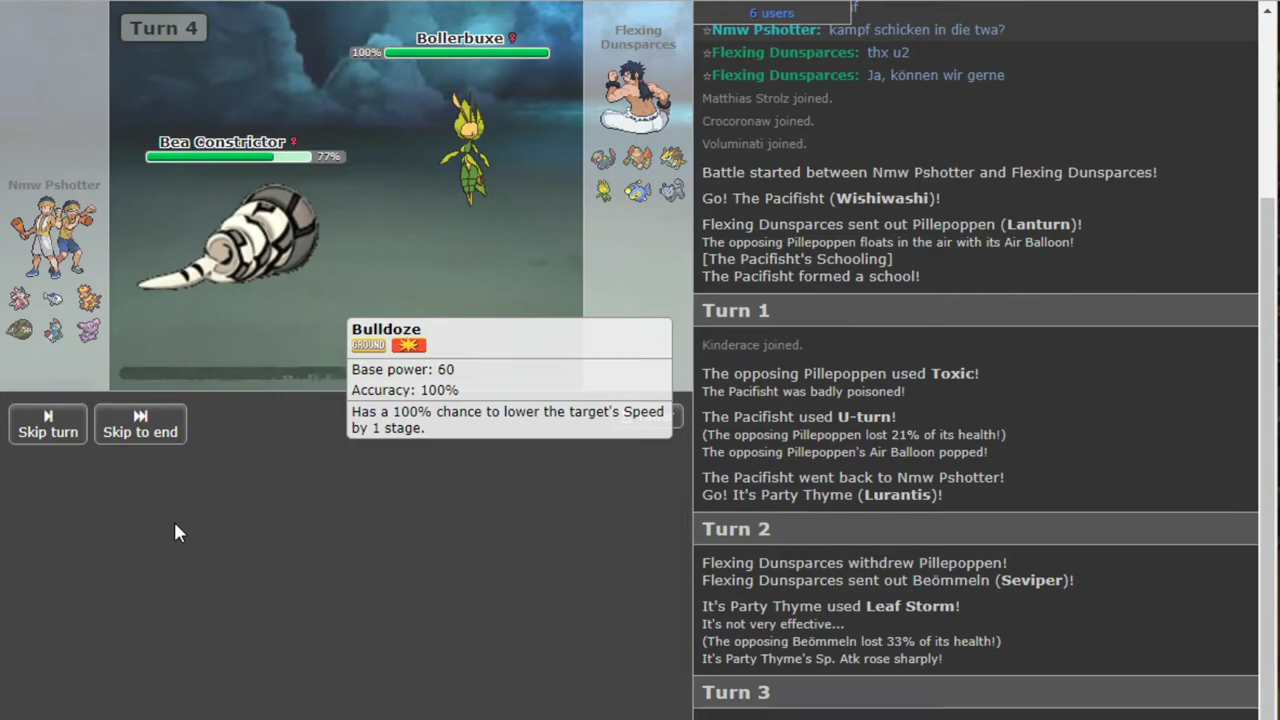 Turn 4
Bollerbuxe ♀
100%
Bea Constrictor ♀
77%
Nmw Pshotter
Flexing
Dunsparces
Bulldoze
GROUND
Base power: 60
Accuracy: 100%
Has a 100% chance to lower the target's Speed
by 1 stage.
Skip turn
Skip to end
6 users
☆Nmw Pshotter: kampf schicken in die twa?
☆Flexing Dunsparces: thx u2
☆Flexing Dunsparces: Ja, können wir gerne
Matthias Strolz joined.
Crocoronaw joined.
Voluminati joined.
Battle started between Nmw Pshotter and Flexing Dunsparces!
Go! The Pacifisht (Wishiwashi)!
Flexing Dunsparces sent out Pillepoppen (Lanturn)!
The opposing Pillepoppen floats in the air with its Air Balloon!
[The Pacifisht's Schooling]
The Pacifisht formed a school!
Turn 1
Kinderace joined.
The opposing Pillepoppen used Toxic!
The Pacifisht was badly poisoned!
The Pacifisht used U-turn!
(The opposing Pillepoppen lost 21% of its health!)
The opposing Pillepoppen's Air Balloon popped!
The Pacifisht went back to Nmw Pshotter!
Go! It's Party Thyme (Lurantis)!
Turn 2
Flexing Dunsparces withdrew Pillepoppen!
Flexing Dunsparces sent out Beömmeln (Seviper)!
It's Party Thyme used Leaf Storm!
It's not very effective...
(The opposing Beömmeln lost 33% of its health!)
It's Party Thyme's Sp. Atk rose sharply!
Turn 3